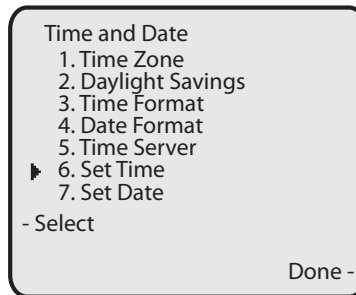 Time and Date
1. Time Zone
2. Daylight Savings
3. Time Format
4. Date Format
5. Time Server
6. Set Time
7. Set Date
- Select
Done -